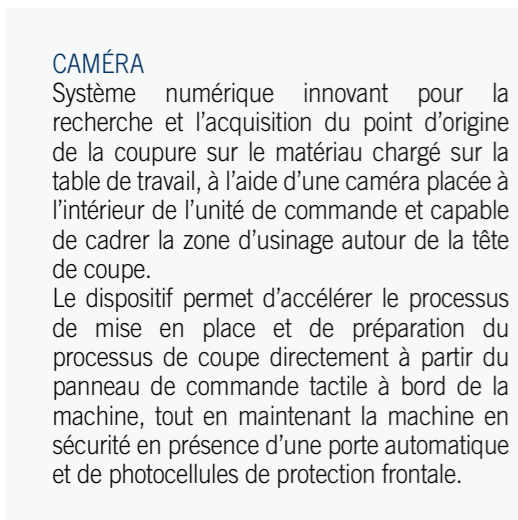 CAMÉRA
Système numérique innovant pour la
recherche et l'acquisition du point d'origine
de la coupure sur le matériau chargé sur la
table de travail, à l'aide d'une caméra placée à
l'intérieur de l'unité de commande et capable
de cadrer la zone d'usinage autour de la tête
de coupe.
Le dispositif permet d'accélérer le processus
de mise en place et de préparation du
processus de coupe directement à partir du
panneau de commande tactile à bord de la
machine, tout en maintenant la machine en
sécurité en présence d'une porte automatique
et de photocellules de protection frontale.